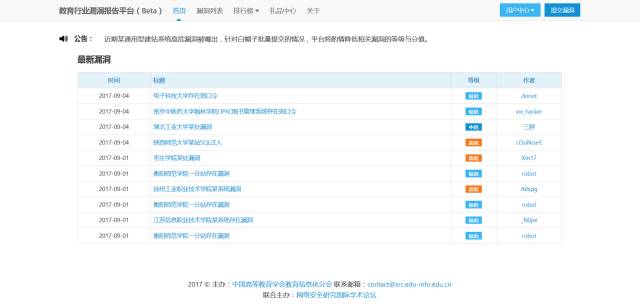 教育行业漏洞报告平台（Beta） 首页 漏洞列表 排行榜 礼品中心 关于 用户中心 提交漏洞
公告： 近期某通用型建站系统高危漏洞被曝出，针对白帽子批量提交的情况，平台将酌情降低相关漏洞的等级与分值。
最新漏洞
时间 标题 等级 作者
2017-09-04 电子科技大学存在弱口令 低危 donot
2017-09-04 南京中医药大学翰林学院OPAC图书管理系统存在弱口令 低危 xw_hacker
2017-09-04 湖北工业大学某处漏洞 中危 三胖
2017-09-04 陕西师范大学某站SQL注入 高危 LOsiNcerE
2017-09-01 枣庄学院某处漏洞 高危 Xm17
2017-09-01 衡阳师范学院一分站存在漏洞 低危 robot
2017-09-01 徐州工业职业技术学院某系统漏洞 高危 A0spg
2017-09-01 衡阳师范学院一分站存在漏洞 低危 robot
2017-09-01 江苏信息职业技术学院某系统存在漏洞 低危 _N0pe
2017-09-01 衡阳师范学院一分站存在漏洞 低危 robot
2017 © 主办：中国高等教育学会教育信息化分会 联系邮箱：contact@src.edu-info.edu.cn
联合主办：网络安全研究国际学术论坛